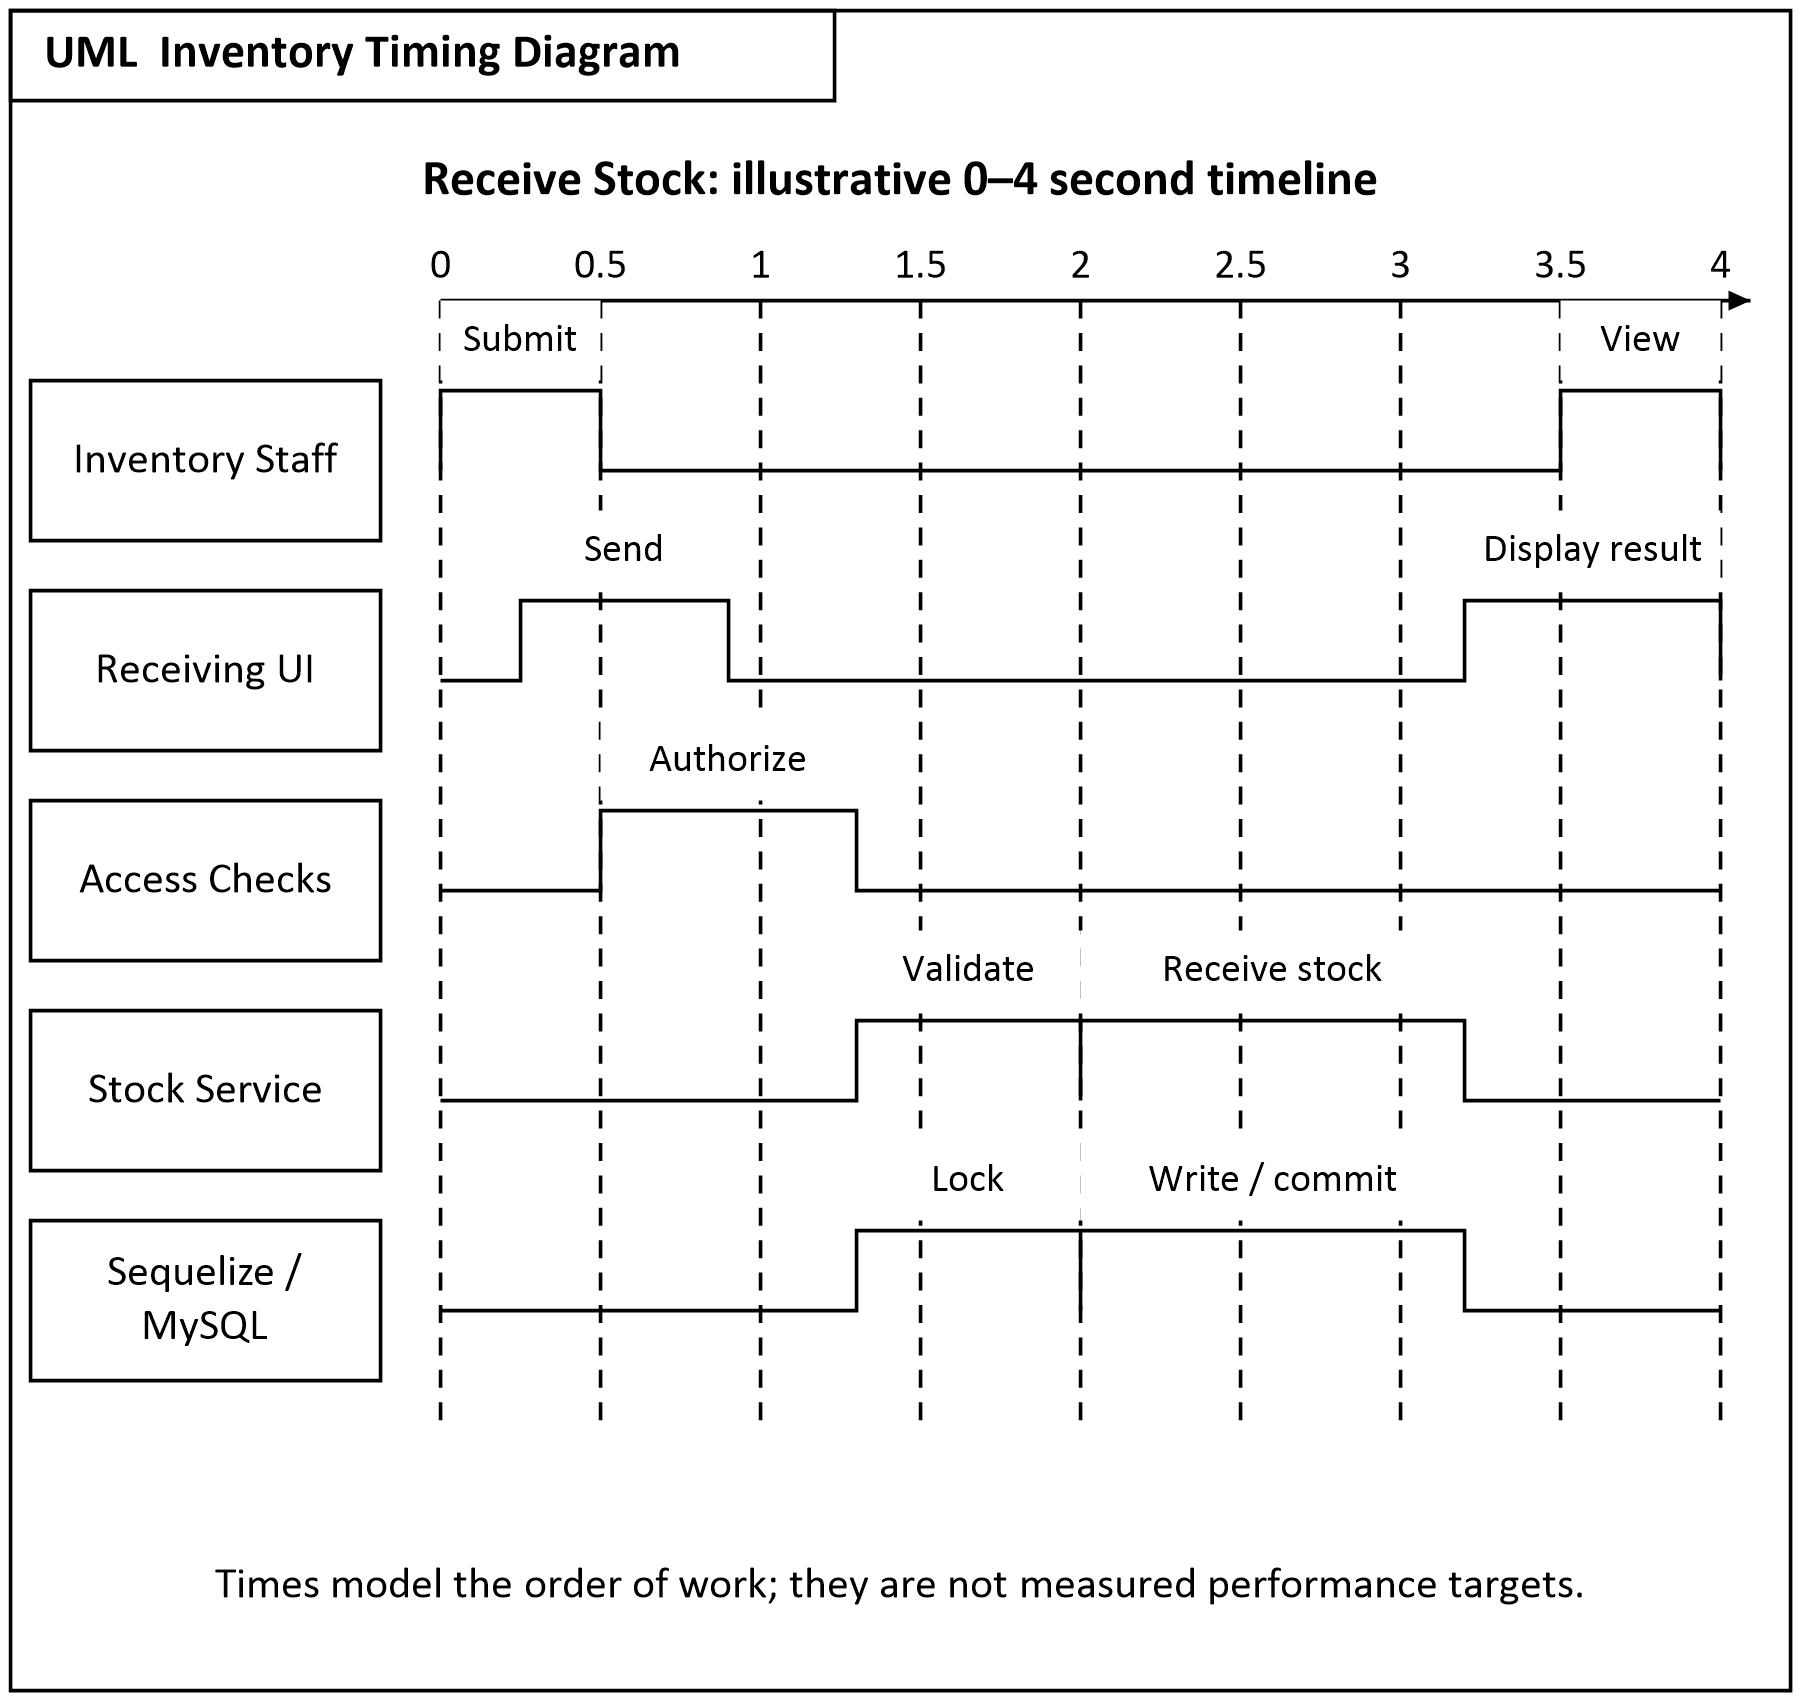 UML  Inventory Timing Diagram
Receive Stock: illustrative 0–4 second timeline
0 0.5 1 1.5 2 2.5 3 3.5 4
Submit View
Inventory Staff
Send Display result
Receiving UI
Authorize
Access Checks
Validate Receive stock
Stock Service
Lock Write / commit
Sequelize /
MySQL
Times model the order of work; they are not measured performance targets.